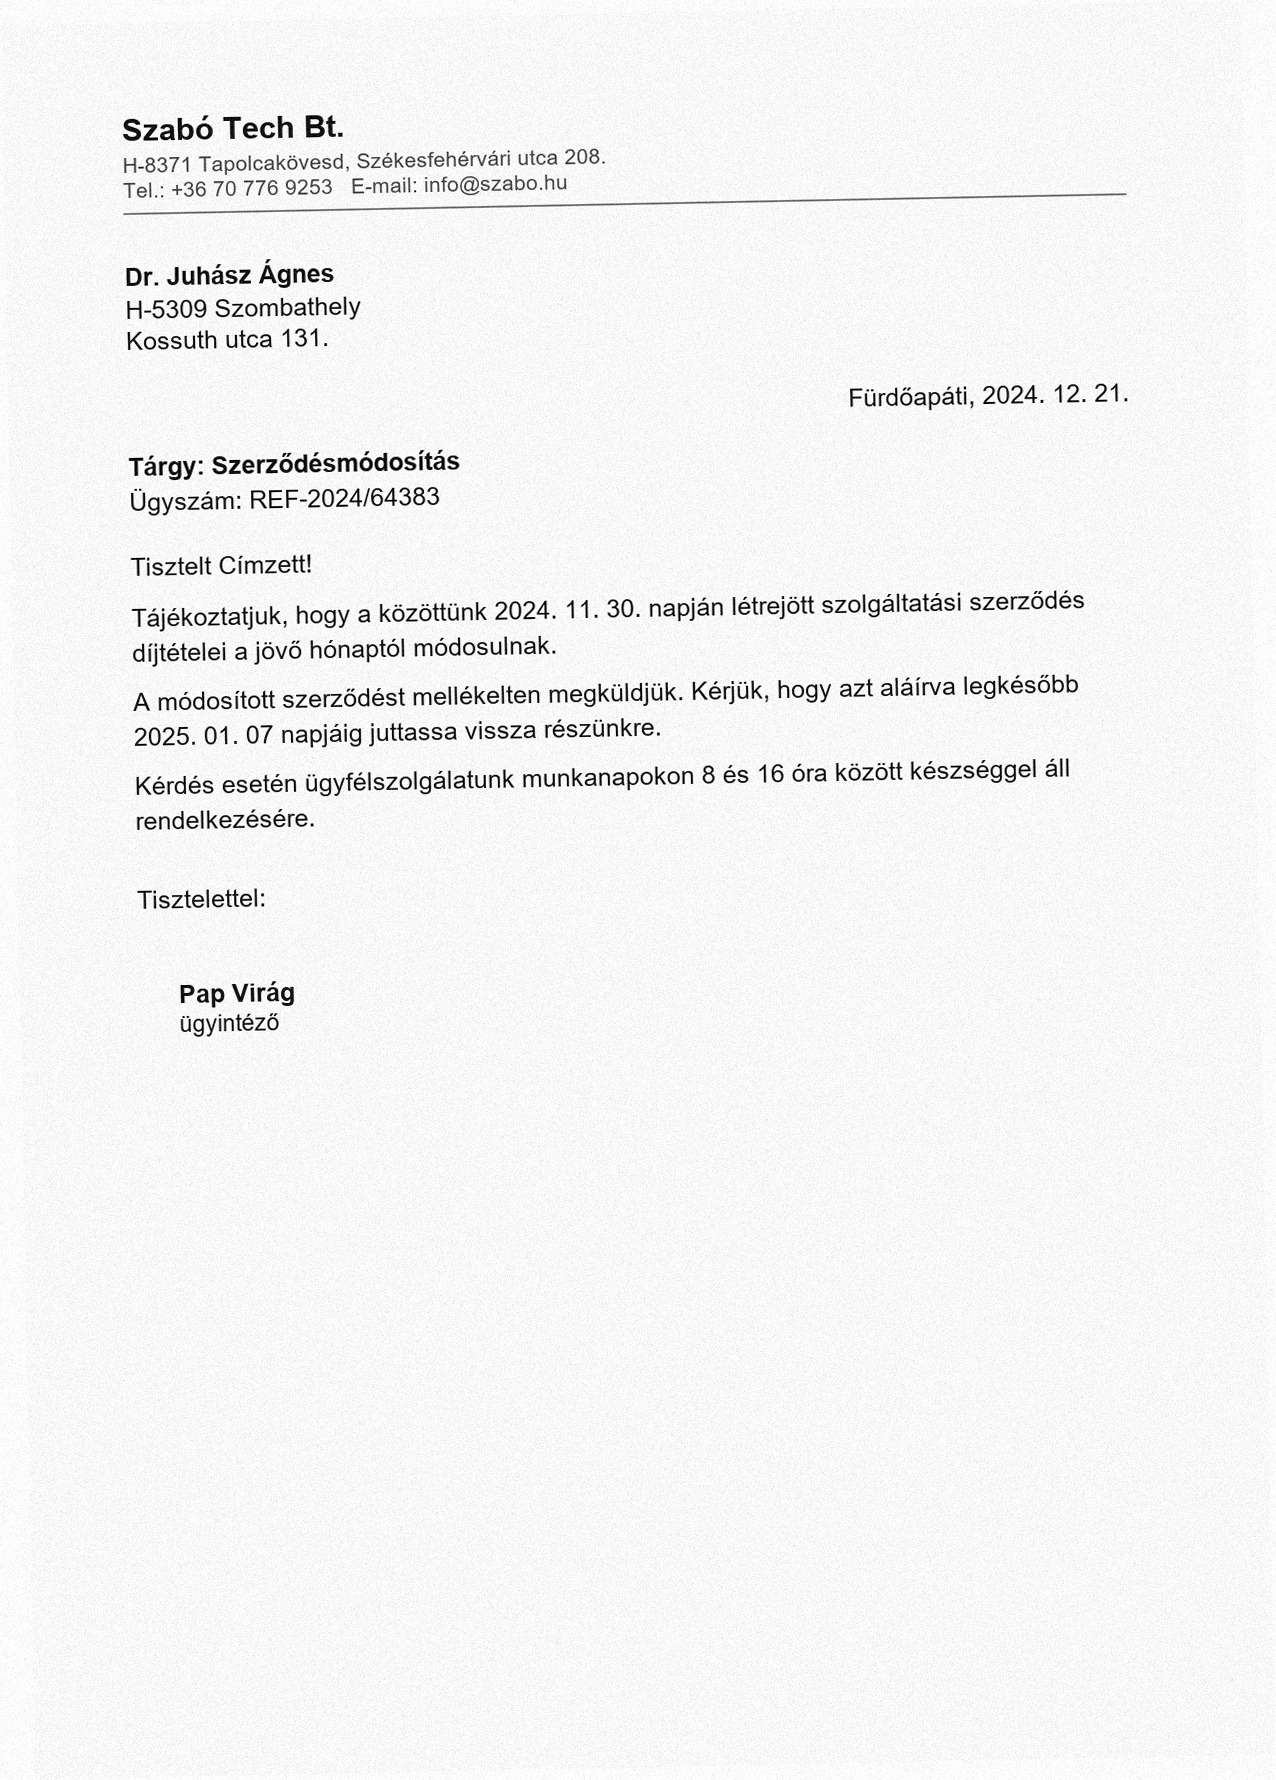 Szabó Tech Bt.
H-8371 Tapolcakövesd, Székesfehérvári utca 208.
Tel.: +36 70 776 9253 E-mail: info@szabo.hu
Dr. Juhász Ágnes
H-5309 Szombathely
Kossuth utca 131.
Fürdőapáti, 2024. 12. 21.
Tárgy: Szerződésmódosítás
Ügyszám: REF-2024/64383
Tisztelt Címzett!
Tájékoztatjuk, hogy a közöttünk 2024. 11. 30. napján létrejött szolgáltatási szerződés
díjtételei a jövő hónaptól módosulnak.
A módosított szerződést mellékelten megküldjük. Kérjük, hogy azt aláírva legkésőbb
2025. 01. 07 napjáig juttassa vissza részünkre.
Kérdés esetén ügyfélszolgálatunk munkanapokon 8 és 16 óra között készséggel áll
rendelkezésére.
Tisztelettel:
Pap Virág
ügyintéző